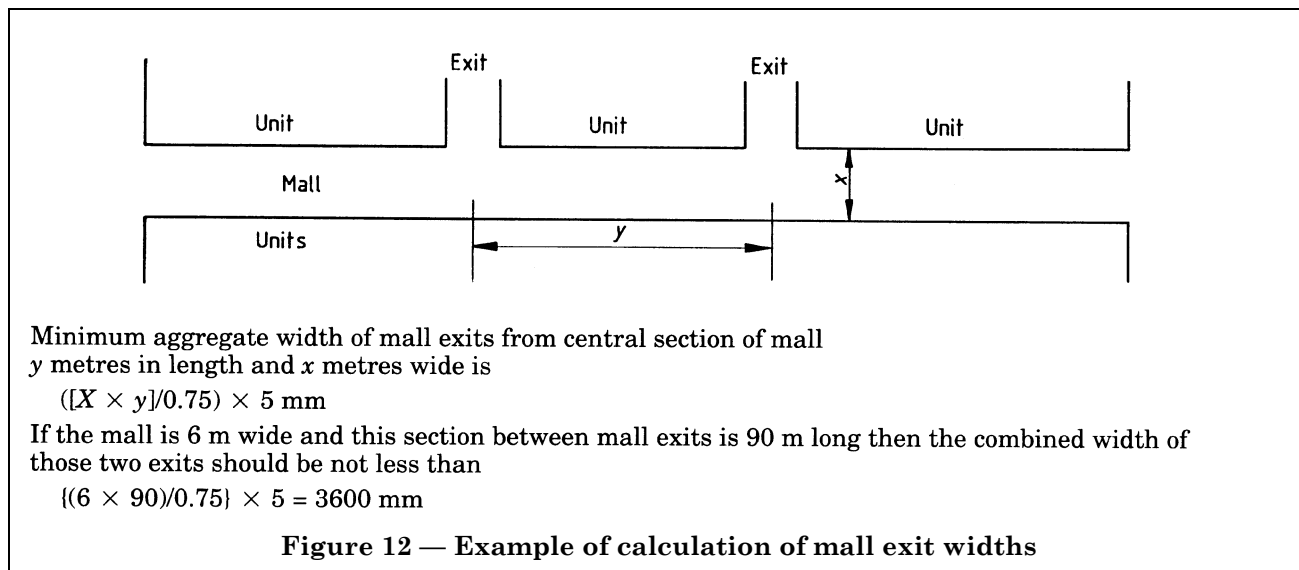 Exit
Exit
Unit
Unit
Unit
Mall
x
Units
y
Minimum aggregate width of mall exits from central section of mall
y metres in length and x metres wide is
([X × y]/0.75) × 5 mm
If the mall is 6 m wide and this section between mall exits is 90 m long then the combined width of
those two exits should be not less than
{(6 × 90)/0.75} × 5 = 3600 mm
Figure 12 — Example of calculation of mall exit widths